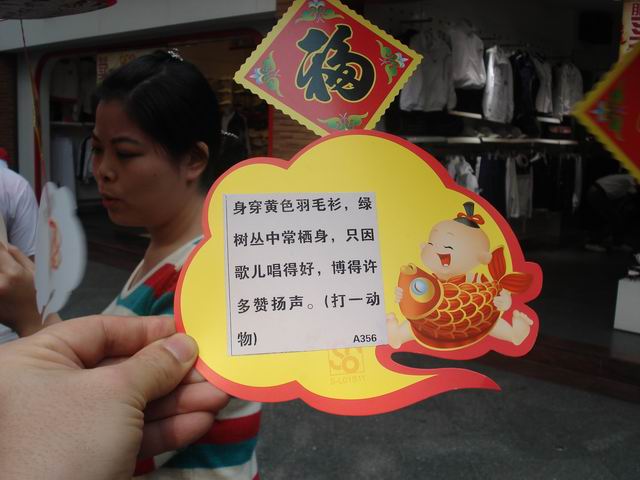 福
身穿黄色羽毛衫，绿
树丛中常栖身，只因
歌儿唱得好，博得许
多赞扬声。(打一动
物)
A356